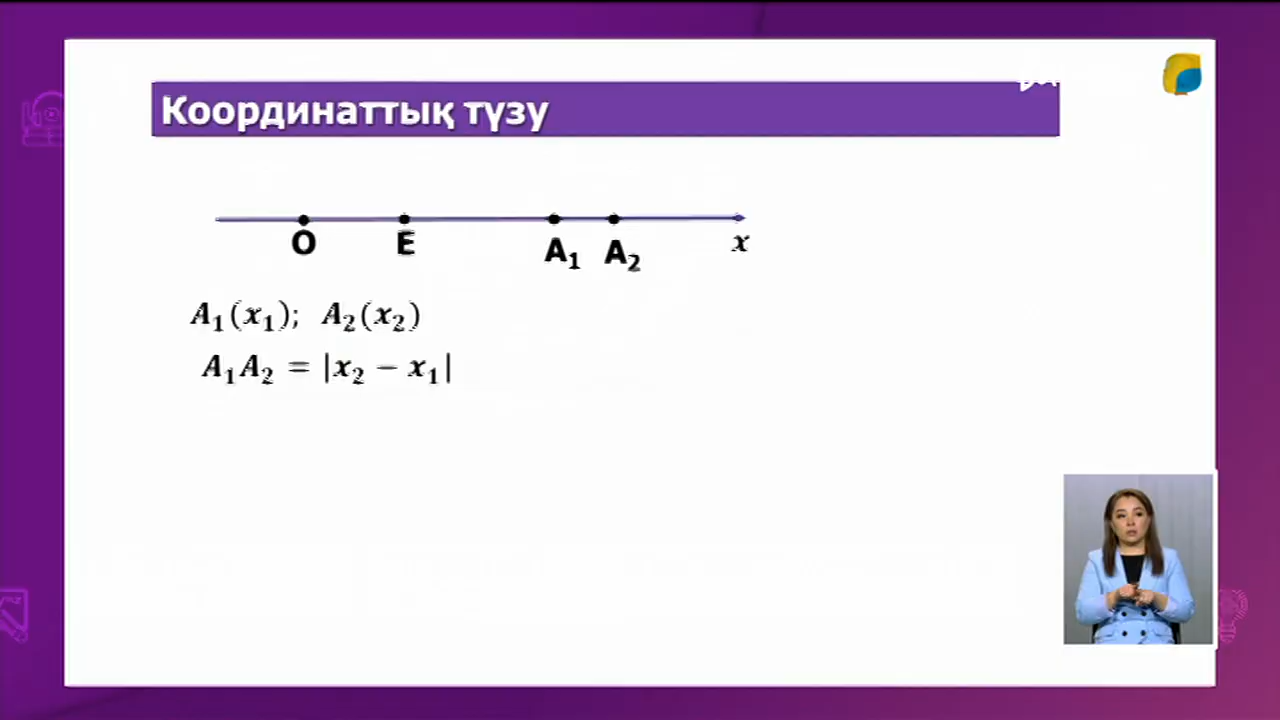 Координаттық түзу
O E A₁ A₂ x
A₁(x₁); A₂(x₂)
A₁A₂ = |x₂ − x₁|